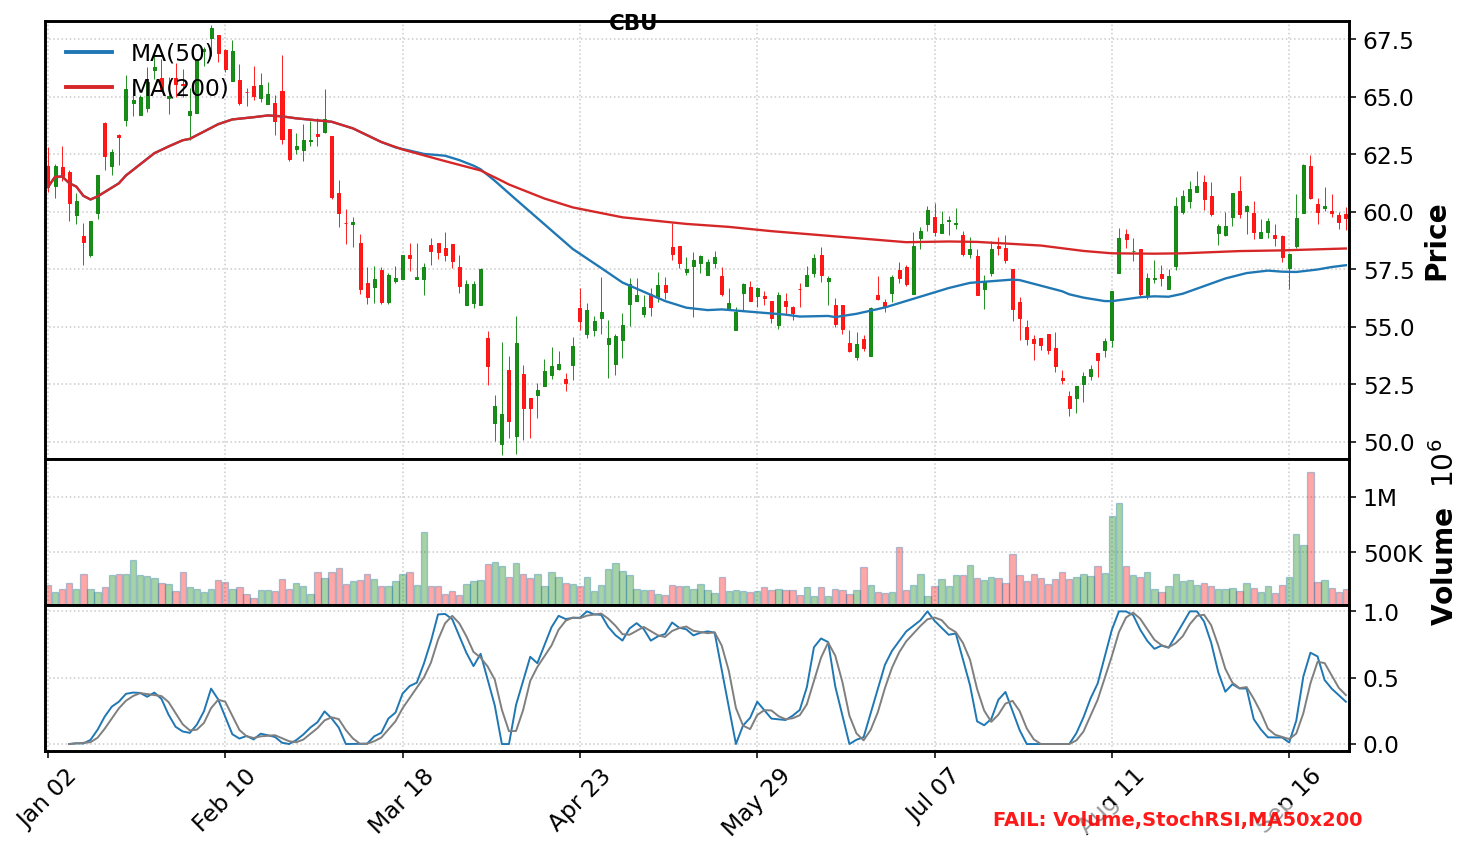 CBU
MA(50)
MA(200)
67.5
65.0
62.5
60.0
57.5
55.0
52.5
50.0
Price
1M
500K
Volume 10^6
1.0
0.5
0.0
Jan 02
Feb 10
Mar 18
Apr 23
May 29
Jul 07
Aug 11
Sep 16
FAIL: Volume,StochRSI,MA50x200